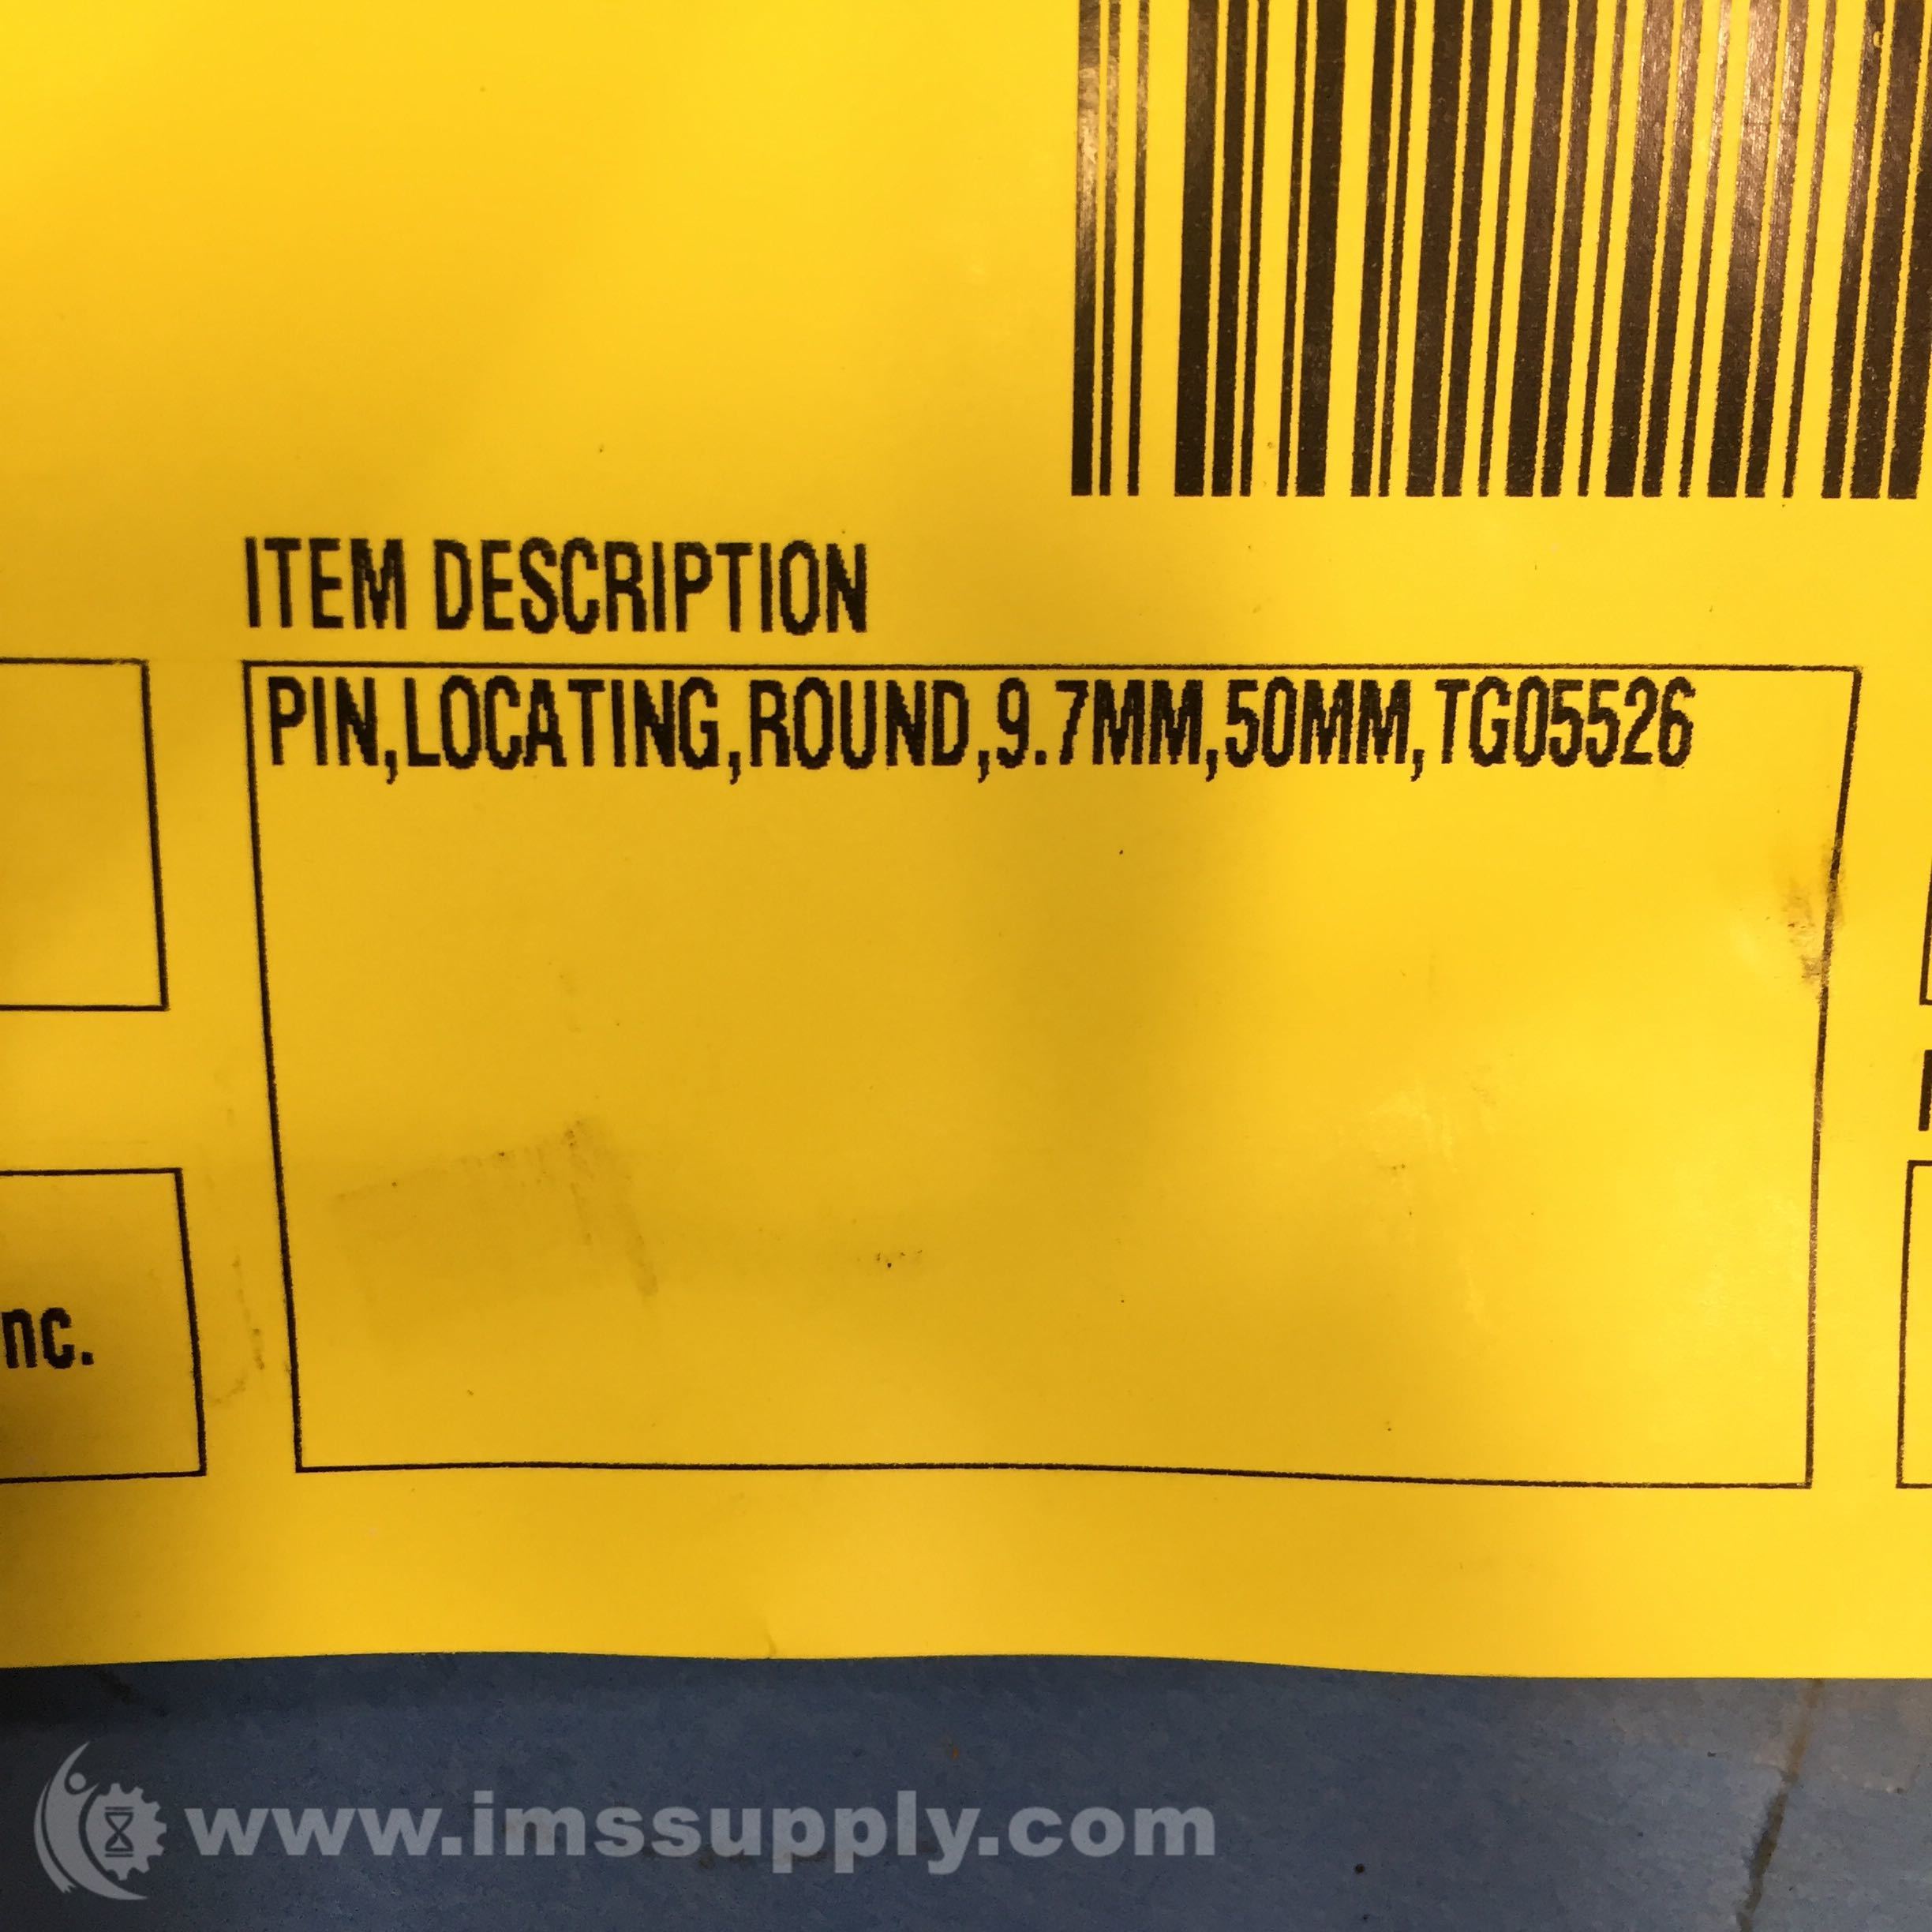 ITEM DESCRIPTION
PIN,LOCATING,ROUND,9.7MM,50MM,TG05526
nc.
www.imssupply.com